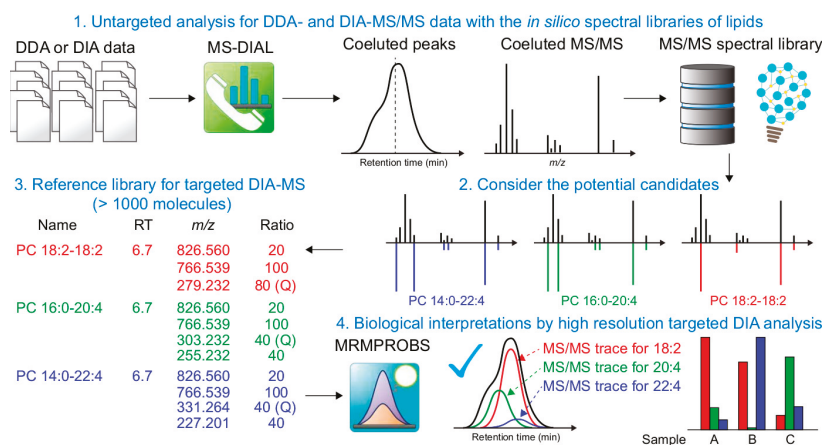 1. Untargeted analysis for DDA- and DIA-MS/MS data with the in silico spectral libraries of lipids
DDA or DIA data
MS-DIAL
Coeluted peaks
Coeluted MS/MS
MS/MS spectral library
Retention time (min)
m/z
2. Consider the potential candidates
PC 14:0-22:4
PC 16:0-20:4
PC 18:2-18:2
3. Reference library for targeted DIA-MS
(> 1000 molecules)
Name RT m/z Ratio
PC 18:2-18:2 6.7 826.560 20
766.539 100
279.232 80 (Q)
PC 16:0-20:4 6.7 826.560 20
766.539 100
303.232 40 (Q)
255.232 40
PC 14:0-22:4 6.7 826.560 20
766.539 100
331.264 40 (Q)
227.201 40
4. Biological interpretations by high resolution targeted DIA analysis
MRMPROBS
MS/MS trace for 18:2
MS/MS trace for 20:4
MS/MS trace for 22:4
Retention time (min)
Sample A B C